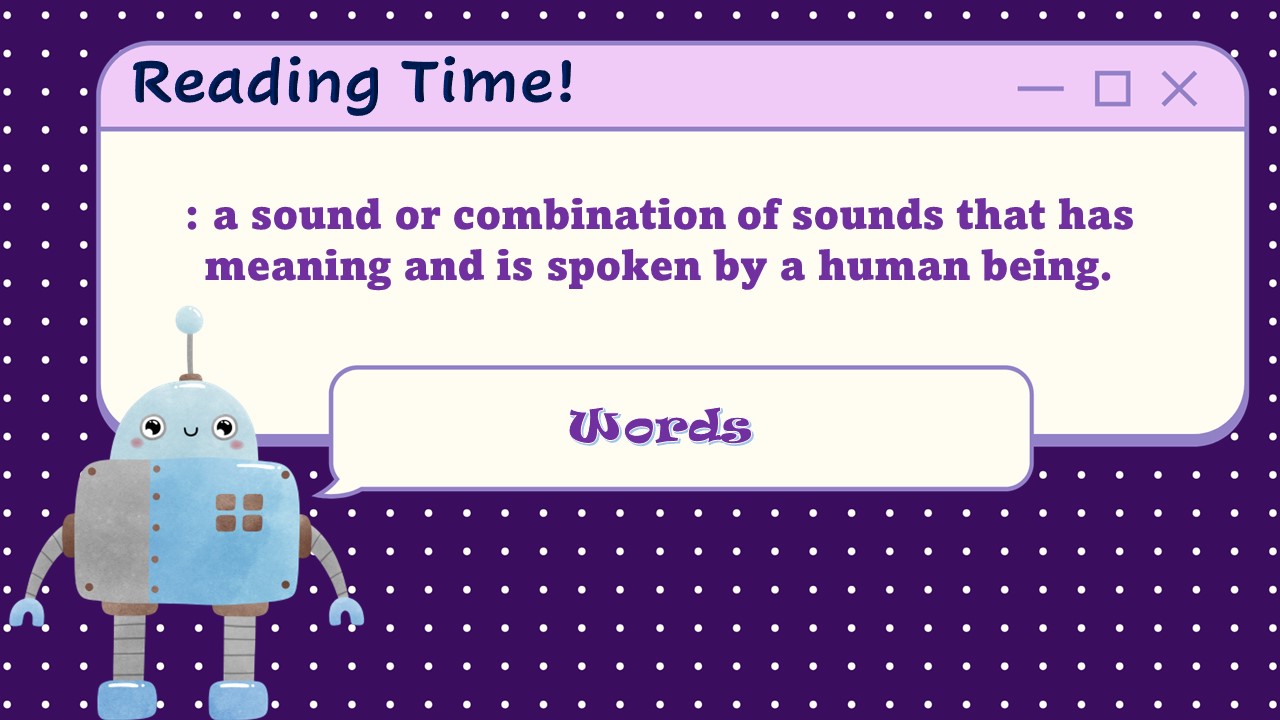 Reading Time!
: a sound or combination of sounds that has
meaning and is spoken by a human being.
Words